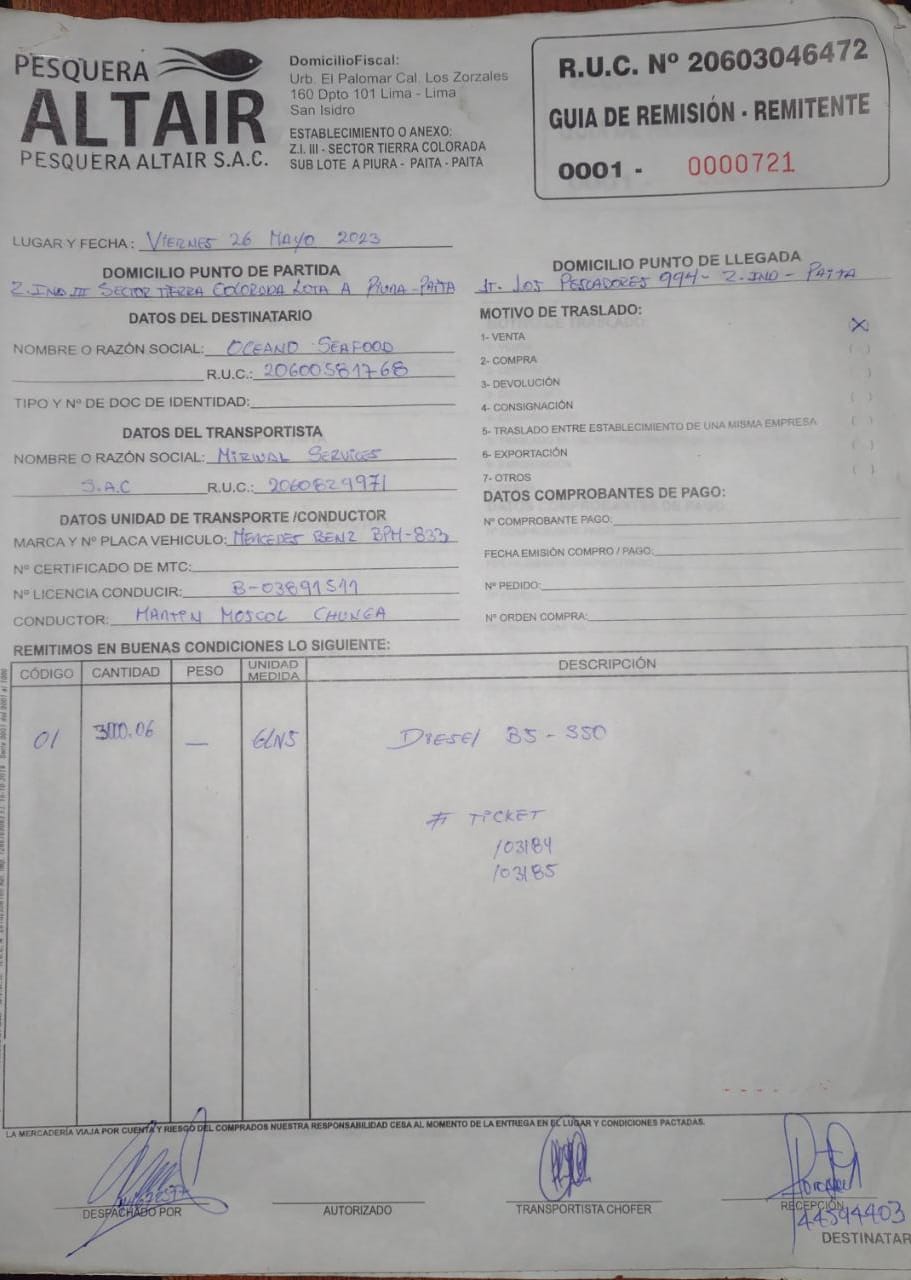 PESQUERA
ALTAIR
PESQUERA ALTAIR S.A.C.
DomicilioFiscal:
Urb. El Palomar Cal. Los Zorzales
160 Dpto 101 Lima - Lima
San Isidro
ESTABLECIMIENTO O ANEXO:
Z.I. III - SECTOR TIERRA COLORADA
SUB LOTE A PIURA - PAITA - PAITA
R.U.C. Nº 20603046472
GUIA DE REMISIÓN - REMITENTE
0001 - 0000721
LUGAR Y FECHA: VIERNES 26 MAYO 2023
DOMICILIO PUNTO DE PARTIDA
Z. IND III SECTOR TIERRA COLORADA LOTA A PIURA-PAITA
DOMICILIO PUNTO DE LLEGADA
JT. LOS PESCADORES 994 - Z. IND - PAITA
DATOS DEL DESTINATARIO
NOMBRE O RAZÓN SOCIAL: OCEANO SEAFOOD
R.U.C.: 20600581768
TIPO Y Nº DE DOC DE IDENTIDAD:
DATOS DEL TRANSPORTISTA
NOMBRE O RAZÓN SOCIAL: MIRWAL SERVICES
S.A.C R.U.C.: 2060829971
DATOS UNIDAD DE TRANSPORTE /CONDUCTOR
MARCA Y Nº PLACA VEHICULO: MERCEDES BENZ BPM-833
Nº CERTIFICADO DE MTC:
Nº LICENCIA CONDUCIR: B-03891511
CONDUCTOR: MARTIN MOSCOL CHUNGA
MOTIVO DE TRASLADO:
1- VENTA X
2- COMPRA ( )
3- DEVOLUCIÓN )
4- CONSIGNACIÓN ( )
5- TRASLADO ENTRE ESTABLECIMIENTO DE UNA MISMA EMPRESA ( )
6- EXPORTACIÓN ( )
7- OTROS ( )
DATOS COMPROBANTES DE PAGO:
Nº COMPROBANTE PAGO:
FECHA EMISIÓN COMPRO / PAGO:
Nº PEDIDO:
Nº ORDEN COMPRA:
REMITIMOS EN BUENAS CONDICIONES LO SIGUIENTE:
CÓDIGO CANTIDAD PESO UNIDAD MEDIDA DESCRIPCIÓN
01 3000.06 — GLNS DIESEL B5 - S50
# TICKET
103184
103185
LA MERCADERÍA VIAJA POR CUENTA Y RIESGO DEL COMPRADOS NUESTRA RESPONSABILIDAD CESA AL MOMENTO DE LA ENTREGA EN EL LUGAR Y CONDICIONES PACTADAS.
DESPACHADO POR
AUTORIZADO
TRANSPORTISTA CHOFER
RECEPCIÓN
44594403
DESTINATAR